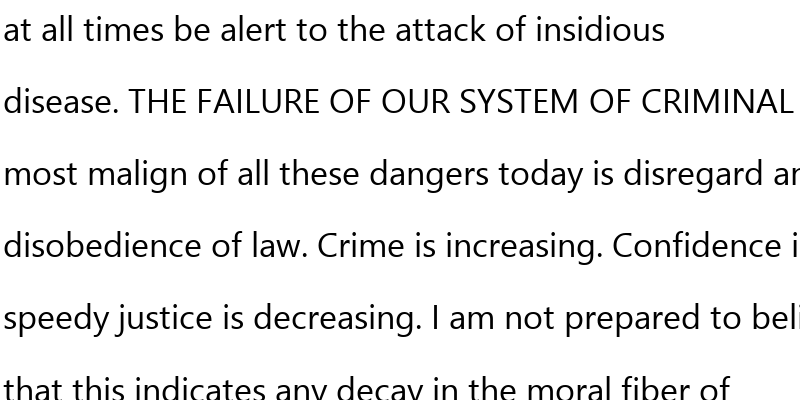 at all times be alert to the attack of insidious
disease. THE FAILURE OF OUR SYSTEM OF CRIMINAL
most malign of all these dangers today is disregard
disobedience of law. Crime is increasing. Confidence
speedy justice is decreasing. I am not prepared to
that this indicates any decay in the moral fiber of